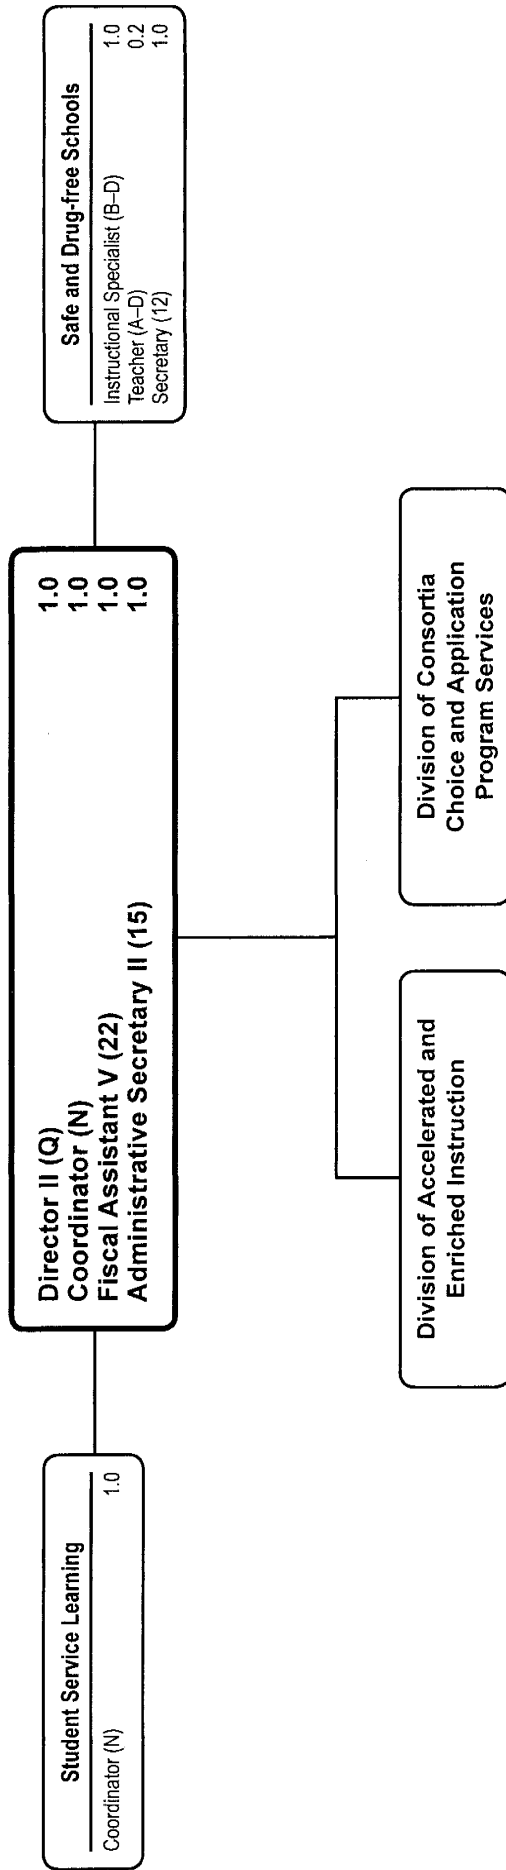 Student Service Learning
Coordinator (N) 1.0
Director II (Q) 1.0
Coordinator (N) 1.0
Fiscal Assistant V (22) 1.0
Administrative Secretary II (15) 1.0
Safe and Drug-free Schools
Instructional Specialist (B–D) 1.0
Teacher (A–D) 0.2
Secretary (12) 1.0
Division of Accelerated and
Enriched Instruction
Division of Consortia
Choice and Application
Program Services